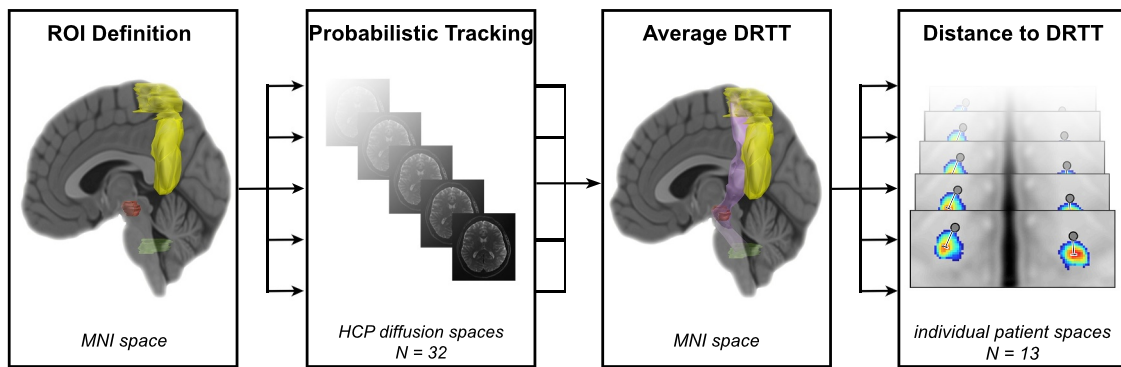 ROI Definition
Probabilistic Tracking
Average DRTT
Distance to DRTT
MNI space
HCP diffusion spaces
N = 32
MNI space
individual patient spaces
N = 13